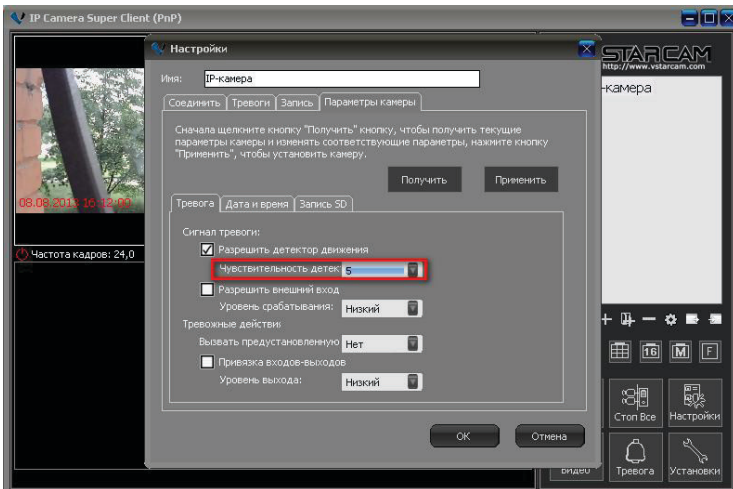 IP Camera Super Client (PnP)
Настройки
STARCAM
http://www.vstarcam.com
Имя: IP-камера
-камера
Соединить Тревоги Запись Параметры камеры
Сначала щелкните кнопку "Получить" кнопку, чтобы получить текущие
параметры камеры и изменять соответствующие параметры, нажмите кнопку
"Применить", чтобы установить камеру.
Получить Применить
08.08.2013 16:12:00
Тревога Дата и время Запись SD
Сигнал тревоги:
Частота кадров: 24,0
Разрешить детектор движения
Чувствительность детек 5
Разрешить внешний вход
Уровень срабатывания: Низкий
Тревожные действия
Вызвать предустановленную Нет
Привязка входов-выходов
Уровень выхода: Низкий
16 M F
Стоп Все Настройки
OK Отмена
Видео Тревога Установки